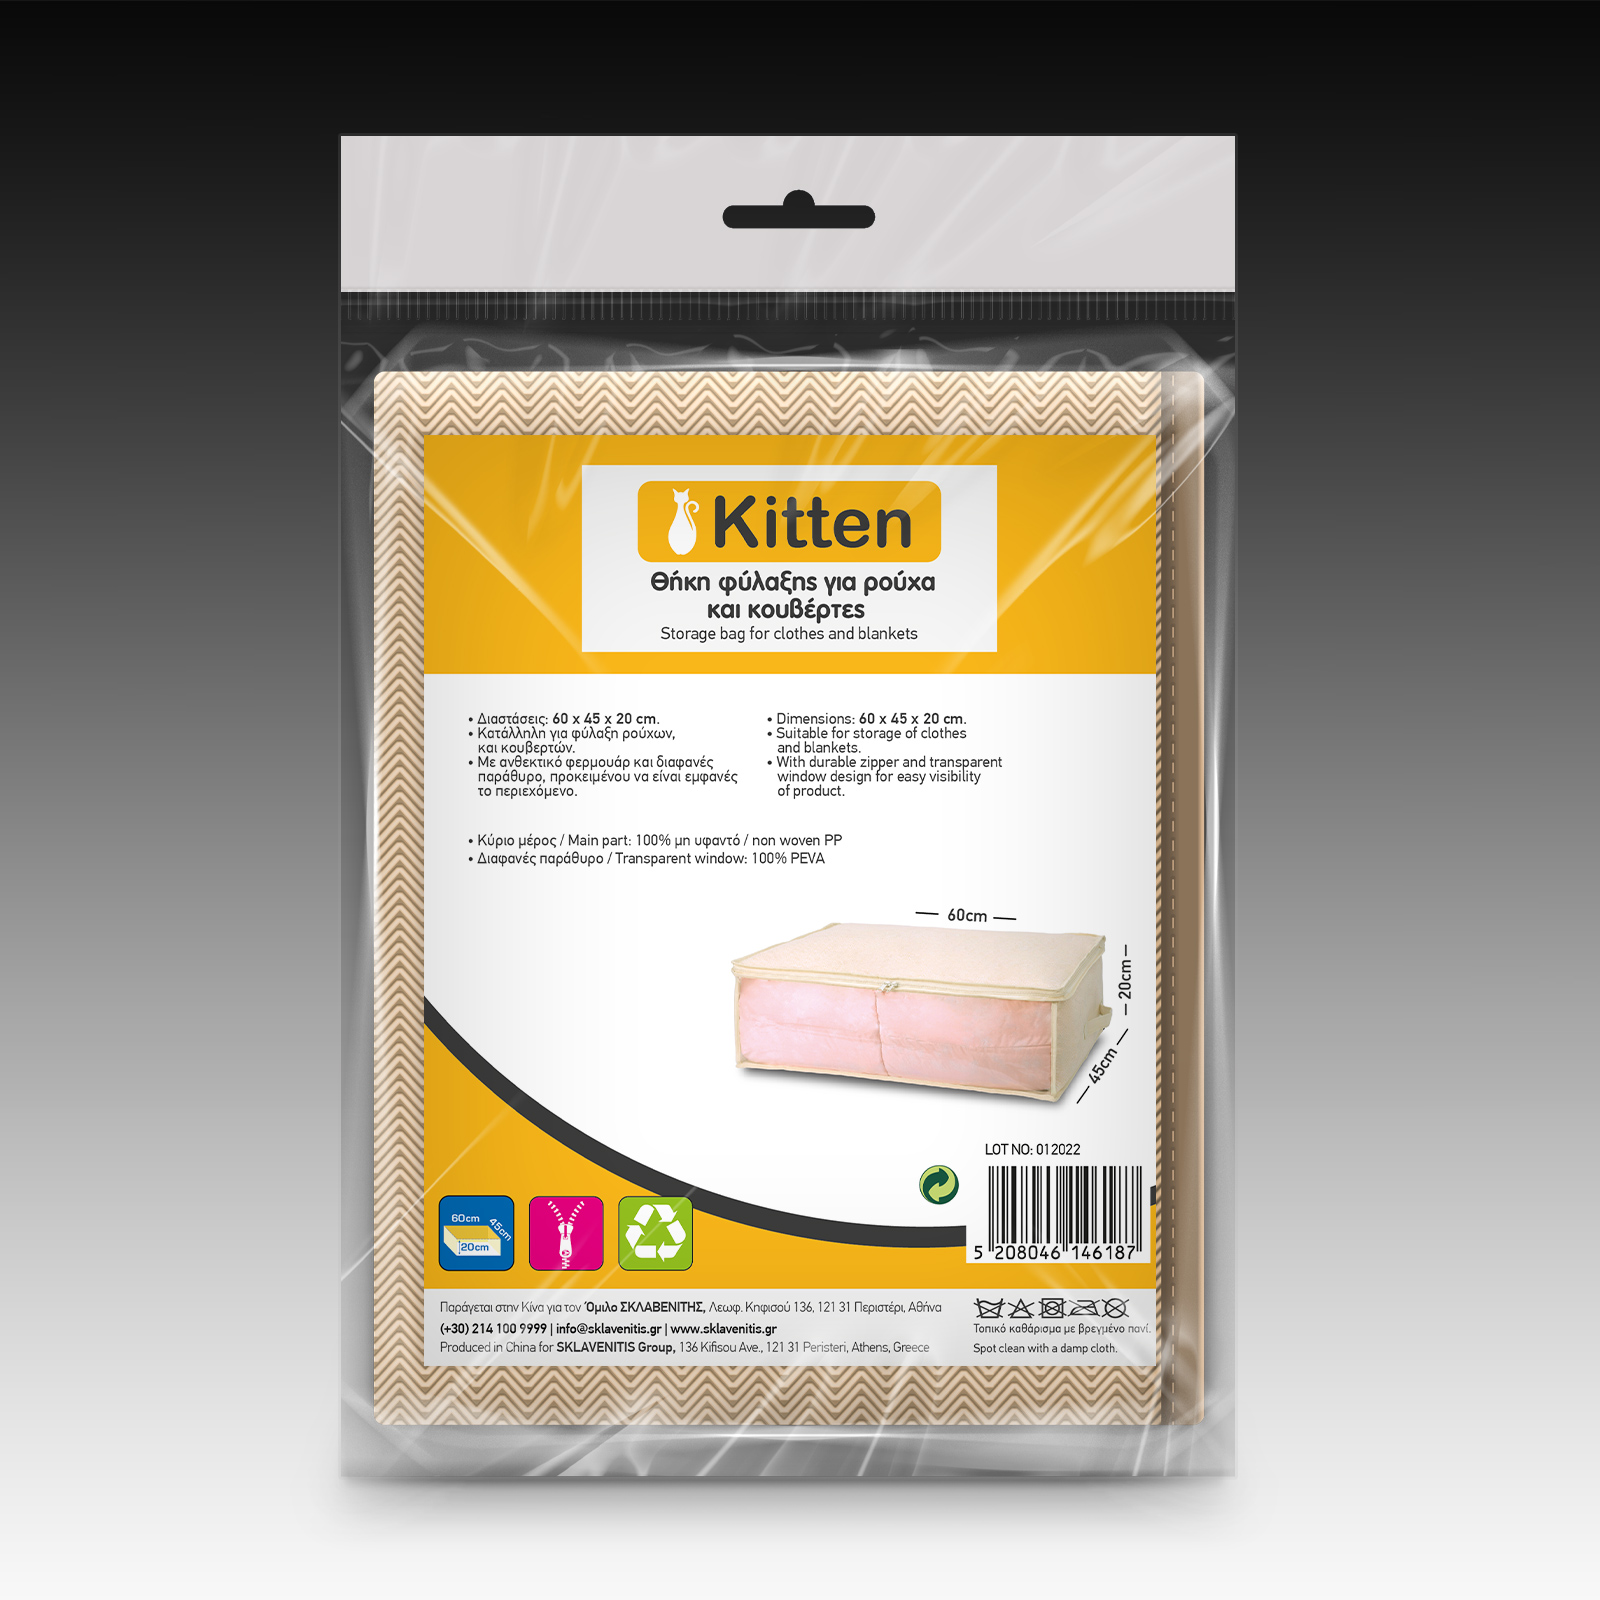 Kitten
Θήκη φύλαξης για ρούχα
και κουβέρτες
Storage bag for clothes and blankets
• Διαστάσεις: 60 x 45 x 20 cm.
• Κατάλληλη για φύλαξη ρούχων,
και κουβερτών.
• Με ανθεκτικό φερμουάρ και διαφανές
παράθυρο, προκειμένου να είναι εμφανές
το περιεχόμενο.
• Dimensions: 60 x 45 x 20 cm.
• Suitable for storage of clothes
and blankets.
• With durable zipper and transparent
window design for easy visibility
of product.
• Κύριο μέρος / Main part: 100% μη υφαντό / non woven PP
• Διαφανές παράθυρο / Transparent window: 100% PEVA
60cm
20cm
45cm
LOT NO: 012022
5 208046 146187
60cm
45cm
20cm
Παράγεται στην Κίνα για τον Όμιλο ΣΚΛΑΒΕΝΙΤΗΣ, Λεωφ. Κηφισού 136, 121 31 Περιστέρι, Αθήνα
(+30) 214 100 9999 | info@sklavenitis.gr | www.sklavenitis.gr
Produced in China for SKLAVENITIS Group, 136 Kifisou Ave., 121 31 Peristeri, Athens, Greece
Τοπικό καθάρισμα με βρεγμένο πανί.
Spot clean with a damp cloth.